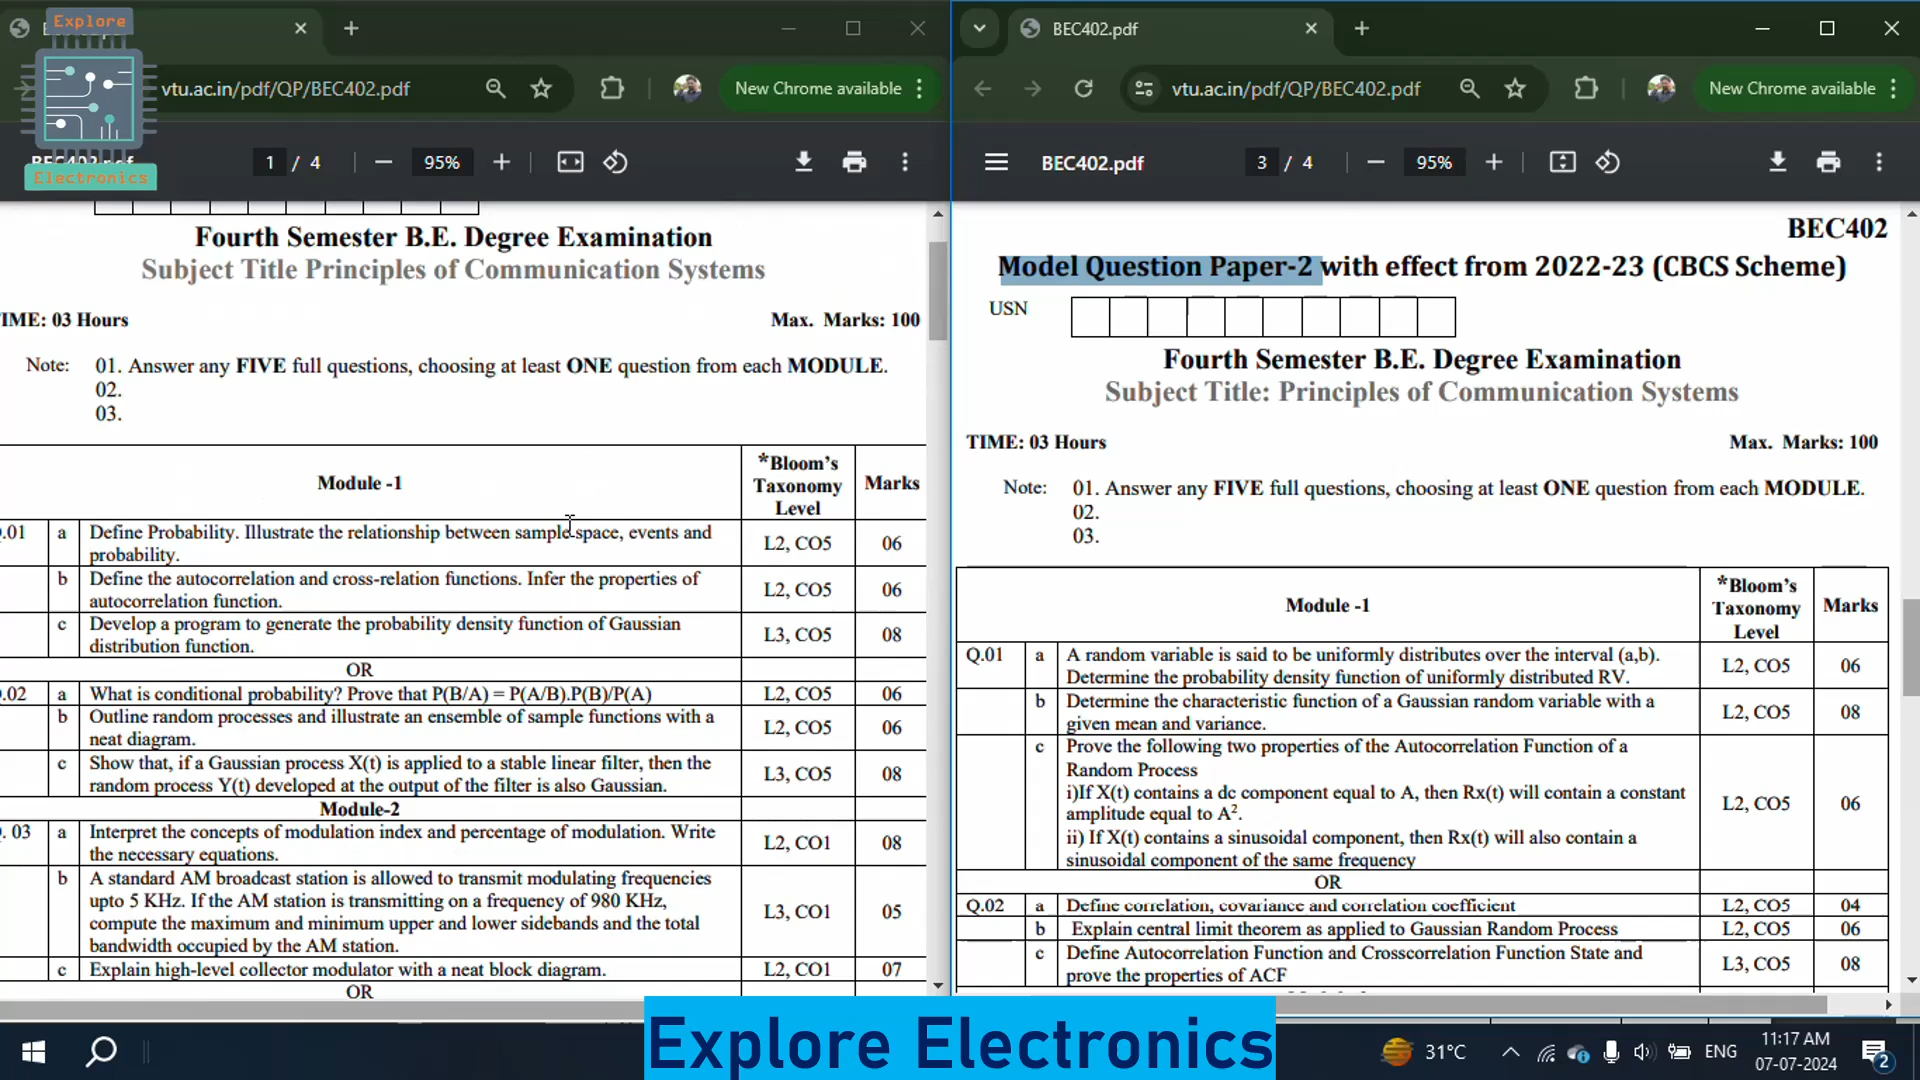 Explore
Electronics
vtu.ac.in/pdf/QP/BEC402.pdf
New Chrome available
1 / 4
95%
Fourth Semester B.E. Degree Examination
Subject Title Principles of Communication Systems
TIME: 03 Hours
Max. Marks: 100
Note: 01. Answer any FIVE full questions, choosing at least ONE question from each MODULE.
02.
03.
Module -1
*Bloom's
Taxonomy
Level
Marks
.01 a Define Probability. Illustrate the relationship between sample space, events and
probability.
L2, CO5 06
b Define the autocorrelation and cross-relation functions. Infer the properties of
autocorrelation function.
L2, CO5 06
c Develop a program to generate the probability density function of Gaussian
distribution function.
L3, CO5 08
OR
.02 a What is conditional probability? Prove that P(B/A) = P(A/B).P(B)/P(A) L2, CO5 06
b Outline random processes and illustrate an ensemble of sample functions with a
neat diagram.
L2, CO5 06
c Show that, if a Gaussian process X(t) is applied to a stable linear filter, then the
random process Y(t) developed at the output of the filter is also Gaussian.
L3, CO5 08
Module-2
. 03 a Interpret the concepts of modulation index and percentage of modulation. Write
the necessary equations.
L2, CO1 08
b A standard AM broadcast station is allowed to transmit modulating frequencies
upto 5 KHz. If the AM station is transmitting on a frequency of 980 KHz,
compute the maximum and minimum upper and lower sidebands and the total
bandwidth occupied by the AM station.
L3, CO1 05
c Explain high-level collector modulator with a neat block diagram. L2, CO1 07
OR
BEC402.pdf
vtu.ac.in/pdf/QP/BEC402.pdf
New Chrome available
BEC402.pdf
3 / 4
95%
BEC402
Model Question Paper-2 with effect from 2022-23 (CBCS Scheme)
USN
Fourth Semester B.E. Degree Examination
Subject Title: Principles of Communication Systems
TIME: 03 Hours
Max. Marks: 100
Note: 01. Answer any FIVE full questions, choosing at least ONE question from each MODULE.
02.
03.
Module -1
*Bloom's
Taxonomy
Level
Marks
Q.01 a A random variable is said to be uniformly distributes over the interval (a,b).
Determine the probability density function of uniformly distributed RV.
L2, CO5 06
b Determine the characteristic function of a Gaussian random variable with a
given mean and variance.
L2, CO5 08
c Prove the following two properties of the Autocorrelation Function of a
Random Process
i)If X(t) contains a dc component equal to A, then Rx(t) will contain a constant
amplitude equal to A².
ii) If X(t) contains a sinusoidal component, then Rx(t) will also contain a
sinusoidal component of the same frequency
L2, CO5 06
OR
Q.02 a Define correlation, covariance and correlation coefficient L2, CO5 04
b Explain central limit theorem as applied to Gaussian Random Process L2, CO5 06
c Define Autocorrelation Function and Crosscorrelation Function State and
prove the properties of ACF
L3, CO5 08
Explore Electronics
31°C
ENG
11:17 AM
07-07-2024
2